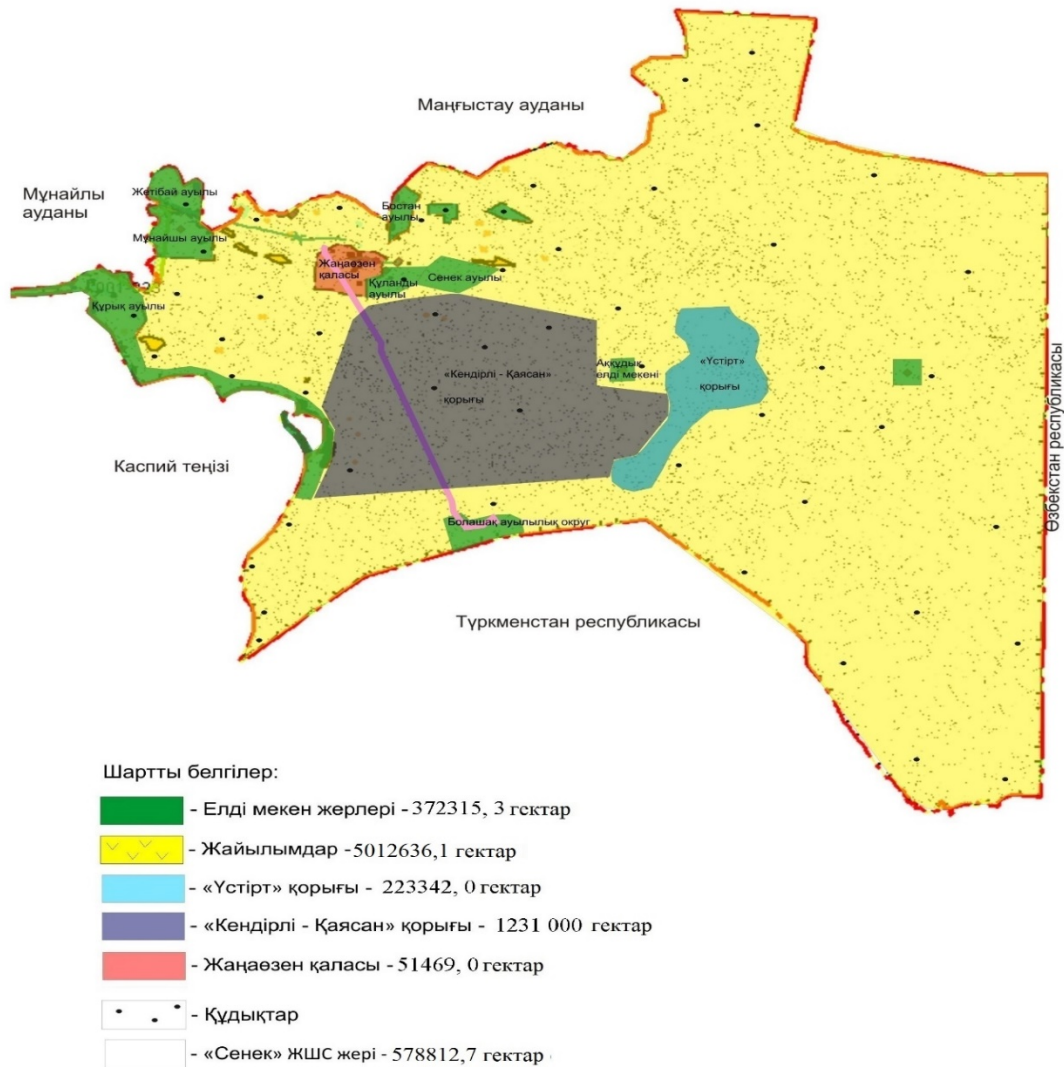 Маңғыстау ауданы
Мұнайлы
ауданы
Жетібай ауылы
Бостан
ауылы
Мұнайшы ауылы
Жаңаөзен
қаласы
Сенек ауылы
Құланды
ауылы
Құрық ауылы
Аққұдық
елді мекені
«Үстірт»
қорығы
«Кендірлі - Қаясан»
қорығы
Каспий теңізі
Өзбекстан республикасы
Болашақ ауылылық округ
Түркменстан республикасы
Шартты белгілер:
- Елді мекен жерлері - 372315, 3 гектар
- Жайылымдар -5012636,1 гектар
- «Үстірт» қорығы - 223342, 0 гектар
- «Кендірлі - Қаясан» қорығы - 1231 000 гектар
- Жаңаөзен қаласы - 51469, 0 гектар
- Құдықтар
- «Сенек» ЖШС жері - 578812,7 гектар